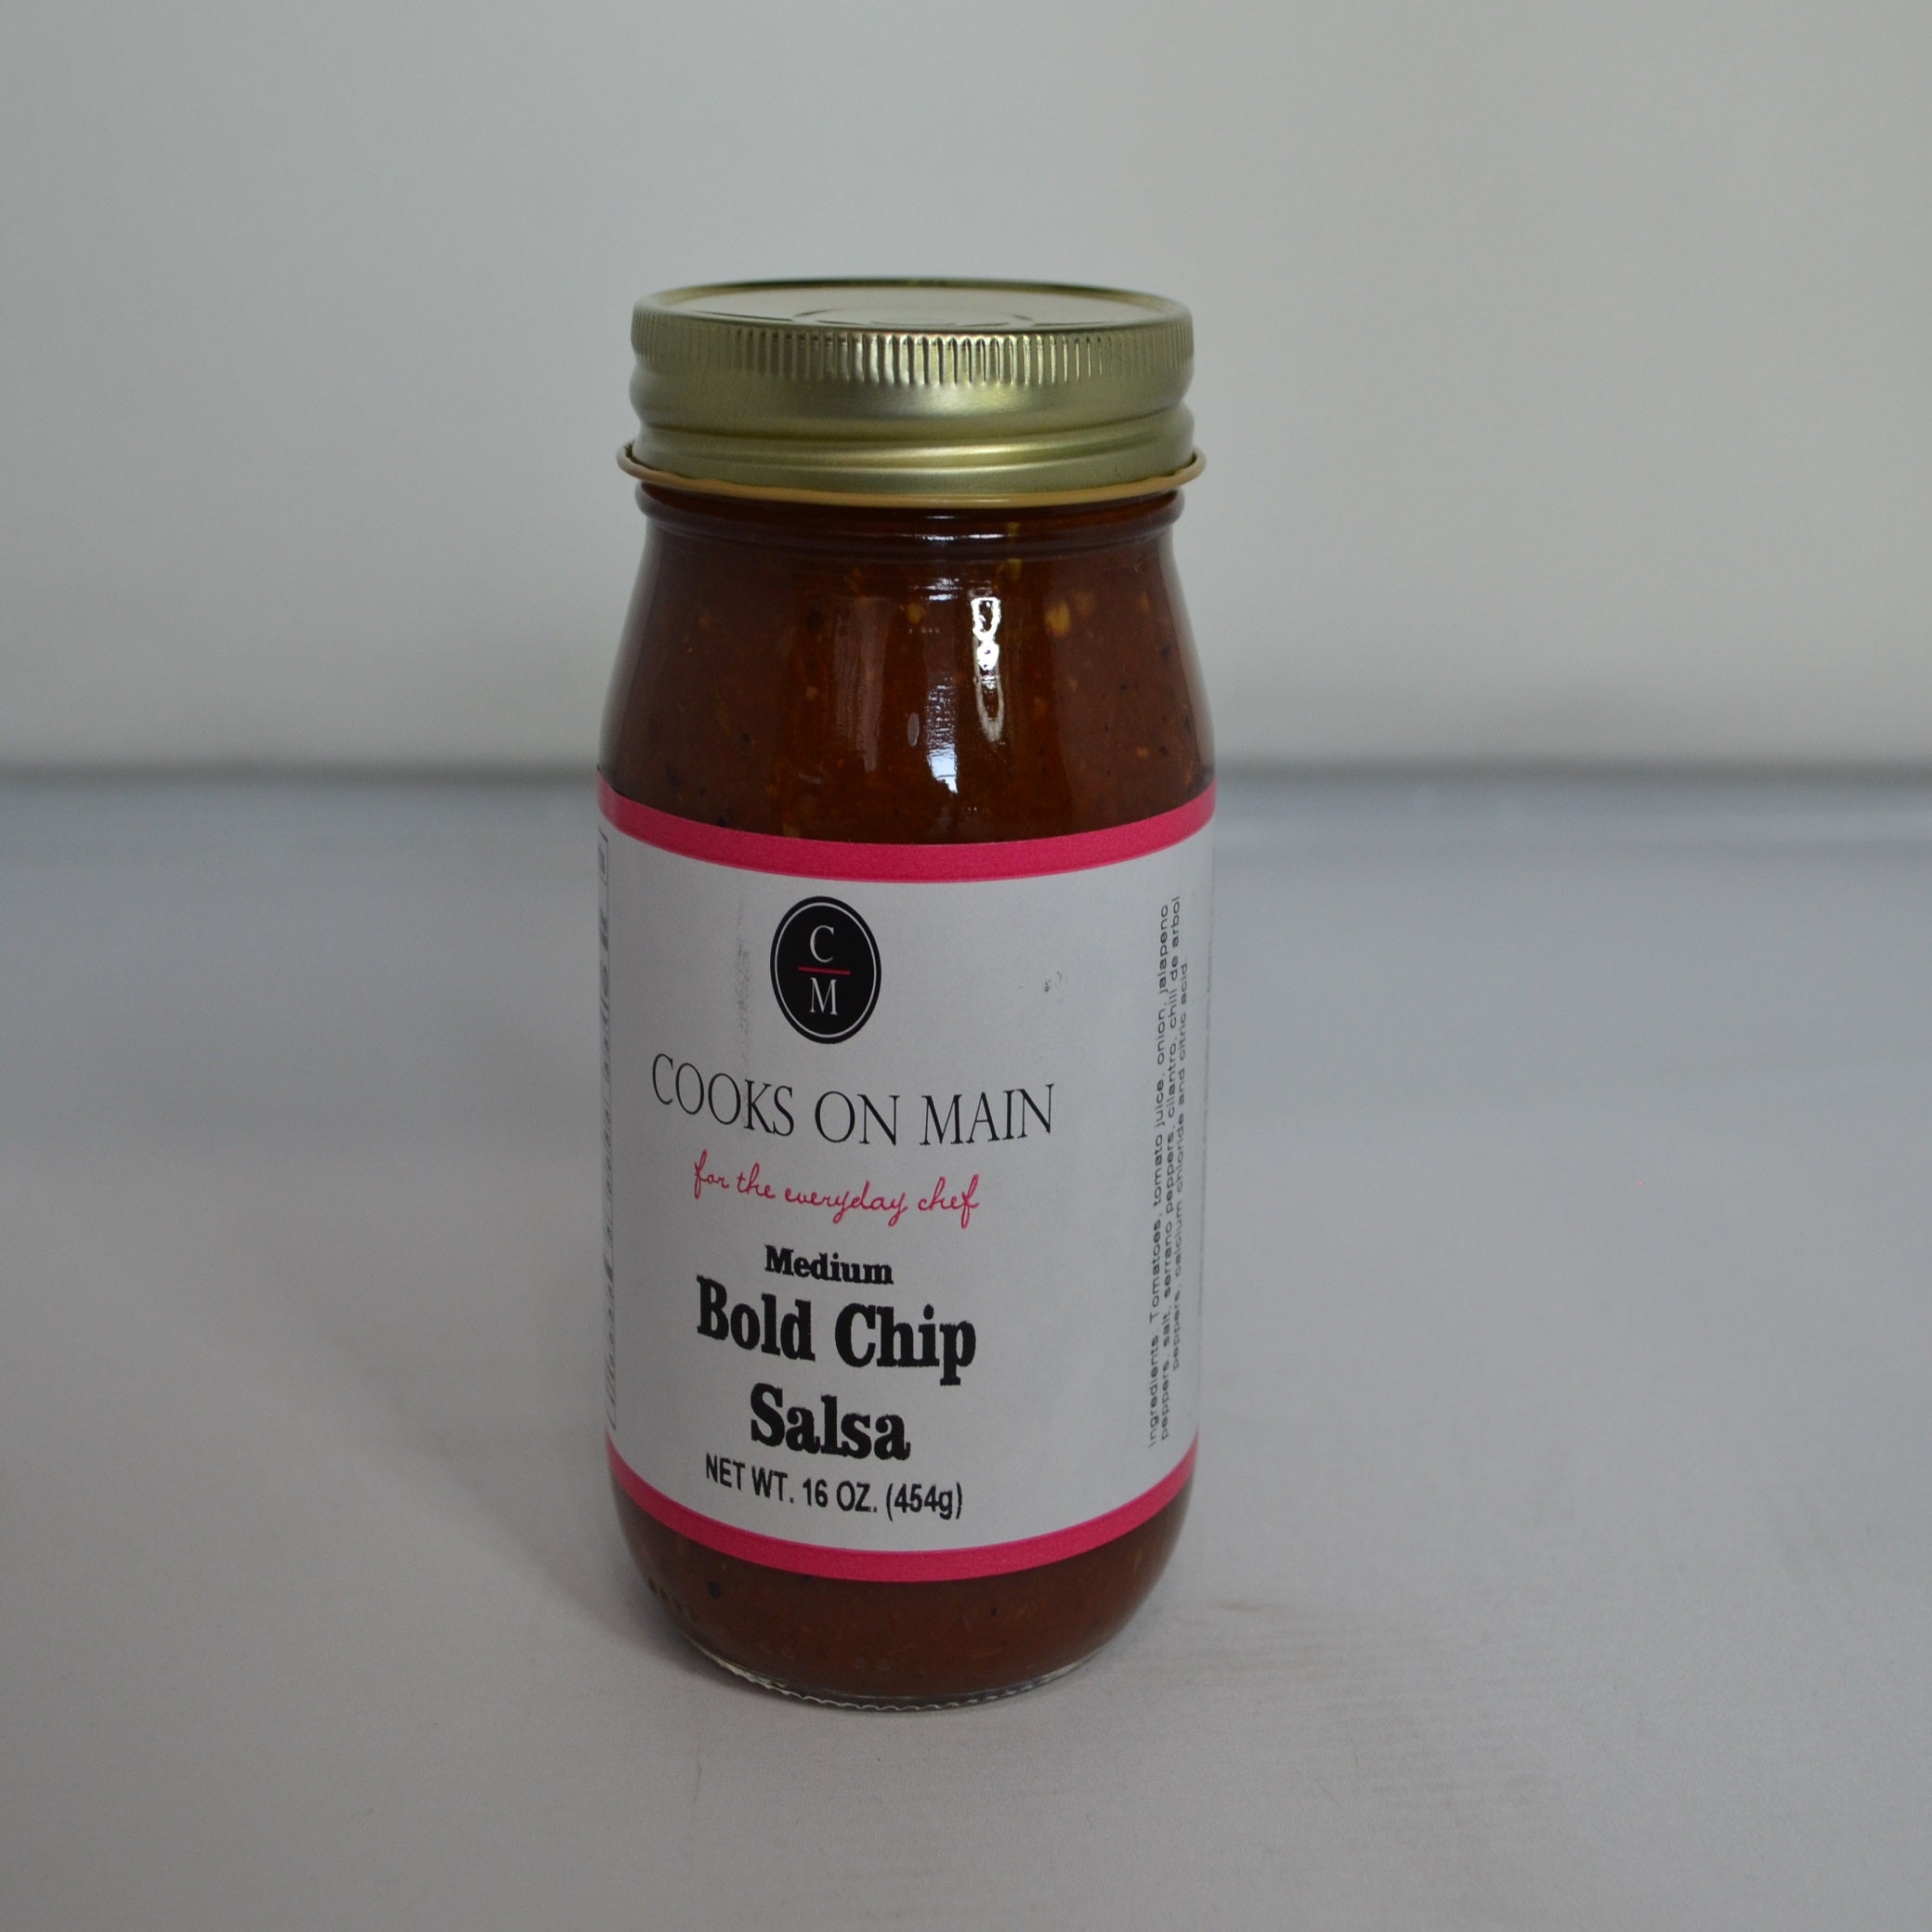 C
M
COOKS ON MAIN
for the everyday chef
Medium
Bold Chip
Salsa
NET WT. 16 OZ. (454g)
Ingredients. Tomatoes, tomato juice, onion, jalapeno
peppers, salt, serrano peppers, cilantro, chili de arbol
peppers, calcium chloride and citric acid